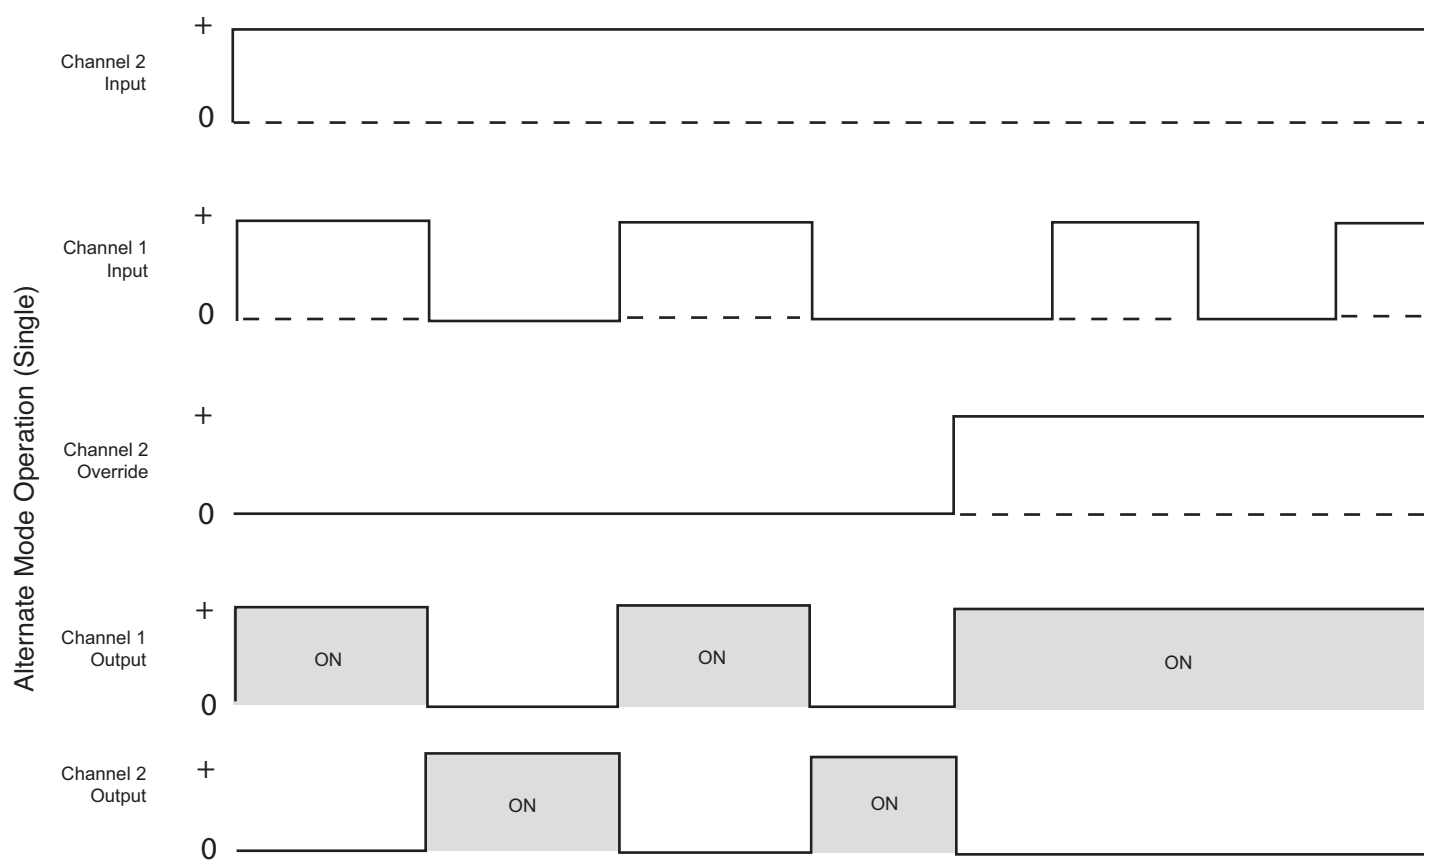 Alternate Mode Operation (Single)
Channel 2
Input
+
0
Channel 1
Input
+
0
Channel 2
Override
+
0
Channel 1
Output
+
0
ON
ON
ON
Channel 2
Output
+
0
ON
ON